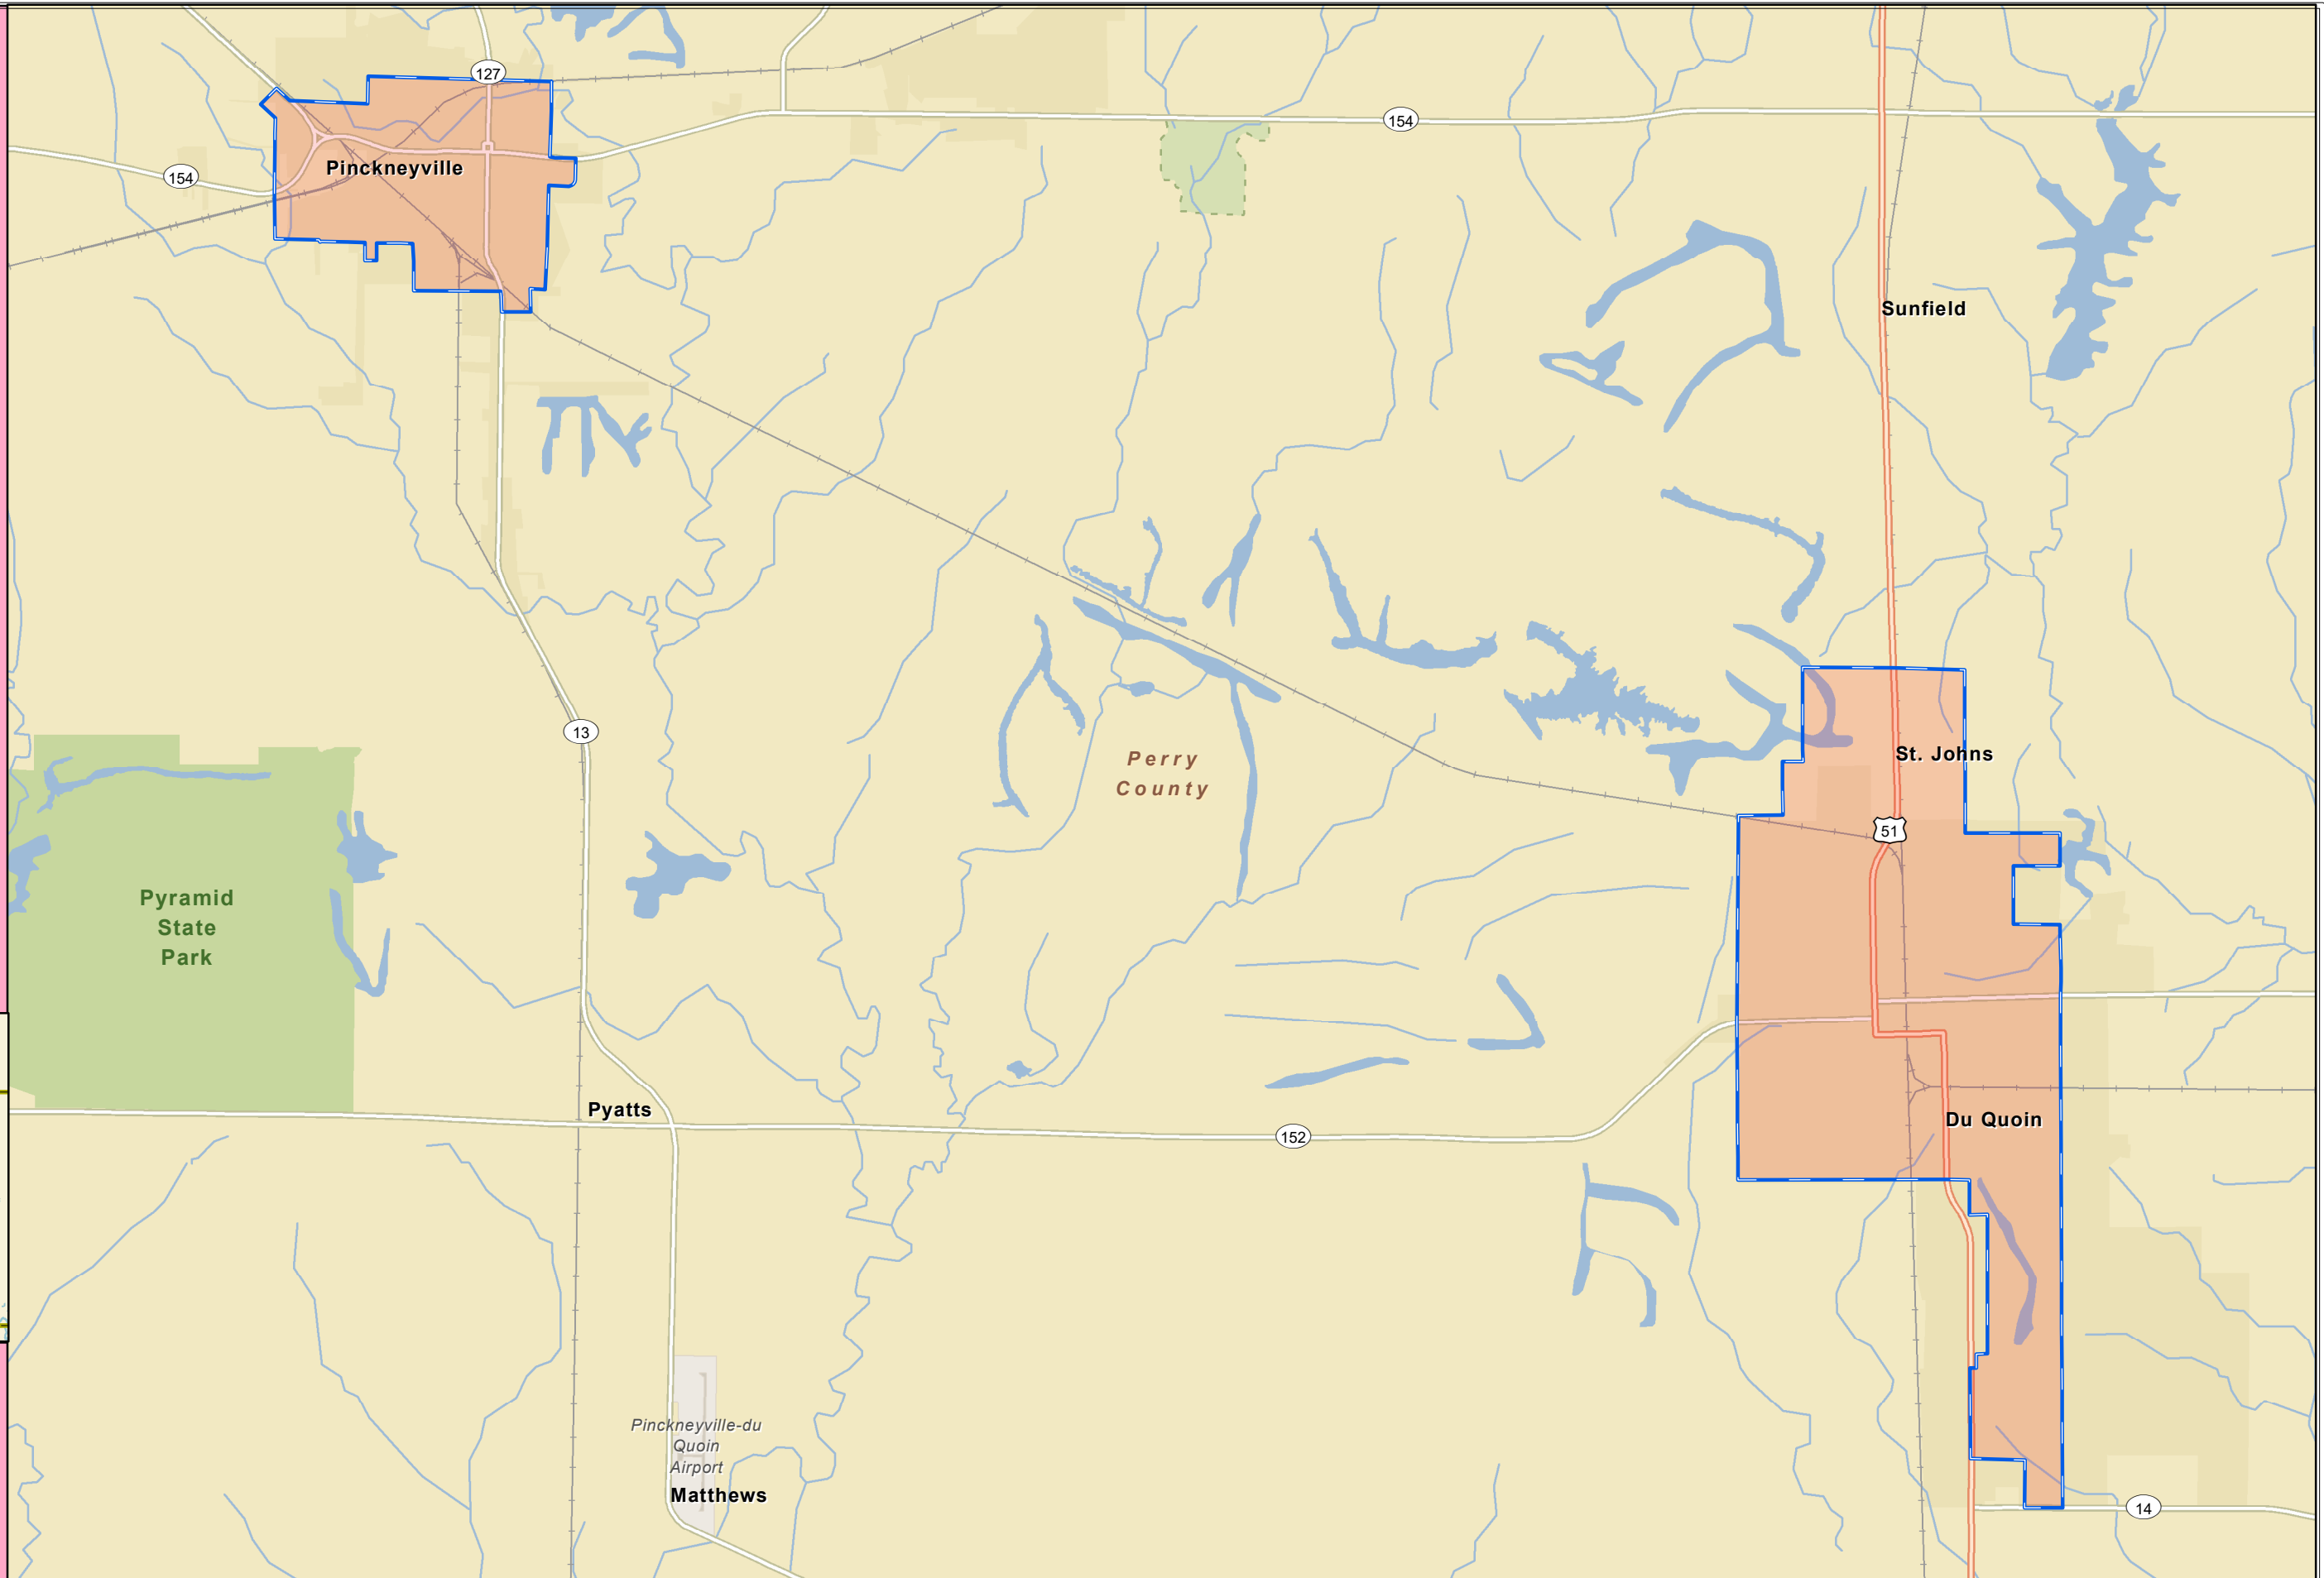 127
154
154
Pinckneyville
Sunfield
13
Perry
County
St. Johns
51
Pyramid
State
Park
Pyatts
152
Du Quoin
Pinckneyville-du
Quoin
Airport
Matthews
14